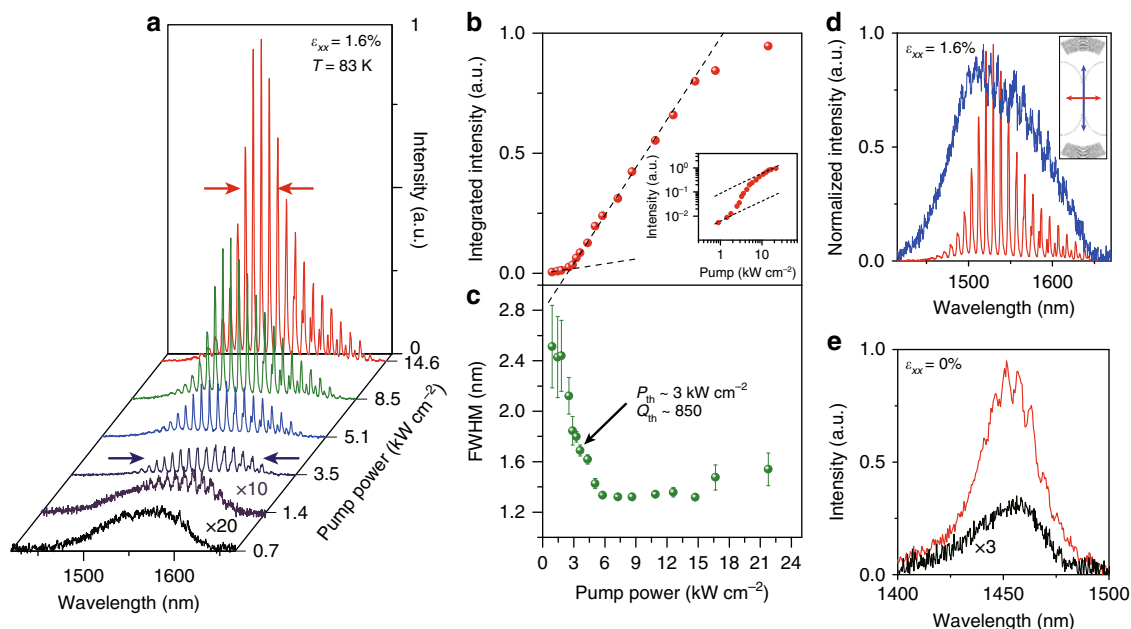 a
1
ε_xx = 1.6%
T = 83 K
Intensity (a.u.)
0
14.6
8.5
5.1
3.5
1.4
0.7
Pump power (kW cm⁻²)
×10
×20
1500
1600
Wavelength (nm)
b
1.0
0.5
0.0
Integrated intensity (a.u.)
10⁰
10⁻¹
10⁻²
Intensity (a.u.)
1
10
Pump (kW cm⁻²)
c
2.8
2.4
2.0
1.6
1.2
FWHM (nm)
P_th ~ 3 kW cm⁻²
Q_th ~ 850
0
3
6
9
12
15
18
21
24
Pump power (kW cm⁻²)
d
1.0
0.5
0.0
Normalized intensity (a.u.)
ε_xx = 1.6%
1500
1600
Wavelength (nm)
e
1.0
0.5
0.0
Intensity (a.u.)
ε_xx = 0%
×3
1400
1450
1500
Wavelength (nm)